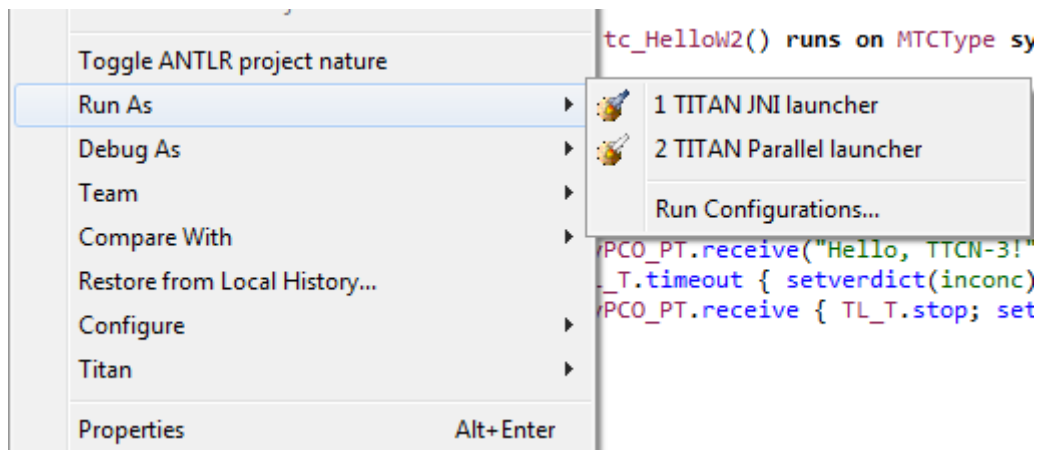 tc_HelloW2() runs on MTCType sy
Toggle ANTLR project nature
Run As
1 TITAN JNI launcher
Debug As
2 TITAN Parallel launcher
Team
Run Configurations...
Compare With
PCO_PT.receive("Hello, TTCN-3!"
Restore from Local History...
_T.timeout { setverdict(inconc)
Configure
PCO_PT.receive { TL_T.stop; set
Titan
Properties Alt+Enter